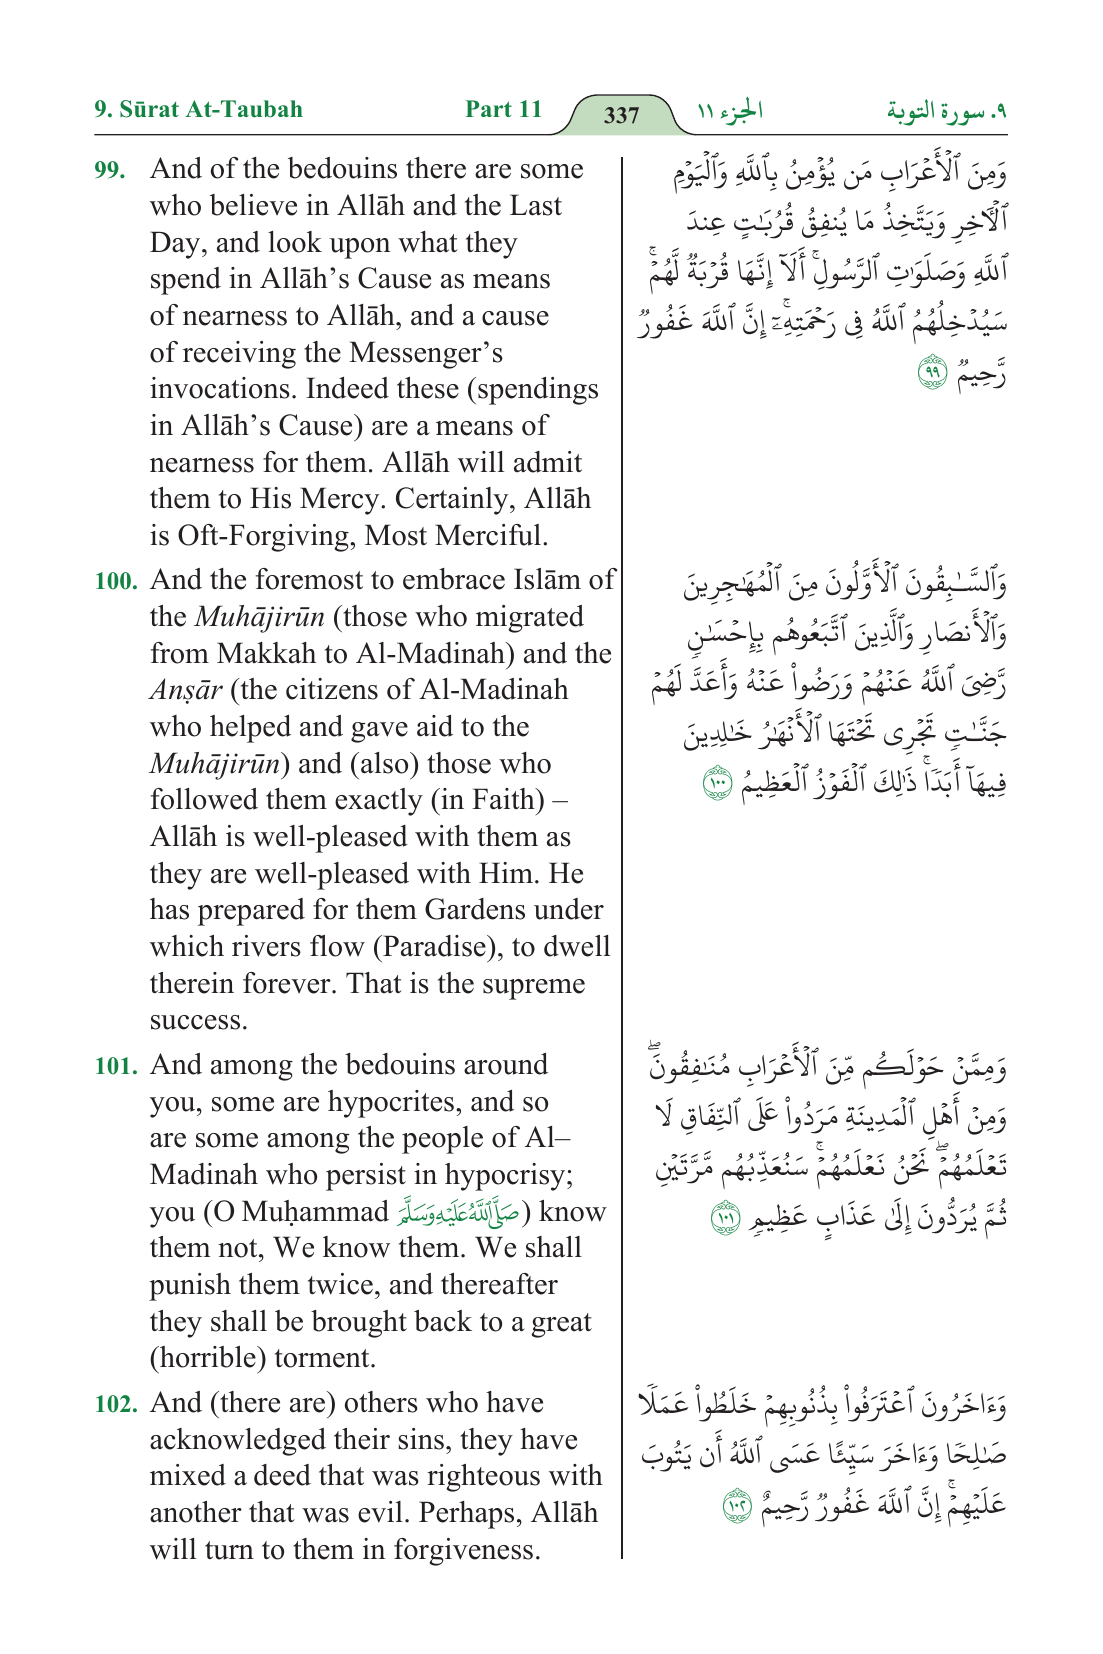 9. Sūrat At-Taubah
Part 11
337
الجزء ١١
٩. سورة التوبة
99. And of the bedouins there are some
who believe in Allāh and the Last
Day, and look upon what they
spend in Allāh’s Cause as means
of nearness to Allāh, and a cause
of receiving the Messenger’s
invocations. Indeed these (spendings
in Allāh’s Cause) are a means of
nearness for them. Allāh will admit
them to His Mercy. Certainly, Allāh
is Oft-Forgiving, Most Merciful.
وَمِنَ ٱلۡأَعۡرَابِ مَن يُؤۡمِنُ بِٱللَّهِ وَٱلۡيَوۡمِ
ٱلۡأٓخِرِ وَيَتَّخِذُ مَا يُنفِقُ قُرُبَٰتٍ عِندَ
ٱللَّهِ وَصَلَوَٰتِ ٱلرَّسُولِۚ أَلَآ إِنَّهَا قُرۡبَةٞ لَّهُمۡۚ
سَيُدۡخِلُهُمُ ٱللَّهُ فِي رَحۡمَتِهِۦٓۚ إِنَّ ٱللَّهَ غَفُورٞ
رَّحِيمٞ ٩٩
100. And the foremost to embrace Islām of
the Muhājirūn (those who migrated
from Makkah to Al-Madinah) and the
Anṣār (the citizens of Al-Madinah
who helped and gave aid to the
Muhājirūn) and (also) those who
followed them exactly (in Faith) –
Allāh is well-pleased with them as
they are well-pleased with Him. He
has prepared for them Gardens under
which rivers flow (Paradise), to dwell
therein forever. That is the supreme
success.
وَٱلسَّٰبِقُونَ ٱلۡأَوَّلُونَ مِنَ ٱلۡمُهَٰجِرِينَ
وَٱلۡأَنصَارِ وَٱلَّذِينَ ٱتَّبَعُوهُم بِإِحۡسَٰنٖ
رَّضِيَ ٱللَّهُ عَنۡهُمۡ وَرَضُواْ عَنۡهُ وَأَعَدَّ لَهُمۡ
جَنَّٰتٖ تَجۡرِي تَحۡتَهَا ٱلۡأَنۡهَٰرُ خَٰلِدِينَ
فِيهَآ أَبَدٗاۚ ذَٰلِكَ ٱلۡفَوۡزُ ٱلۡعَظِيمُ ١٠٠
101. And among the bedouins around
you, some are hypocrites, and so
are some among the people of Al–
Madinah who persist in hypocrisy;
you (O Muḥammad صَلَّى ٱللَّهُ عَلَيْهِ وَسَلَّمَ) know
them not, We know them. We shall
punish them twice, and thereafter
they shall be brought back to a great
(horrible) torment.
وَمِمَّنۡ حَوۡلَكُم مِّنَ ٱلۡأَعۡرَابِ مُنَٰفِقُونَۖ
وَمِنۡ أَهۡلِ ٱلۡمَدِينَةِ مَرَدُواْ عَلَى ٱلنِّفَاقِ لَا
تَعۡلَمُهُمۡۖ نَحۡنُ نَعۡلَمُهُمۡۚ سَنُعَذِّبُهُم مَّرَّتَيۡنِ
ثُمَّ يُرَدُّونَ إِلَىٰ عَذَابٍ عَظِيمٖ ١٠١
102. And (there are) others who have
acknowledged their sins, they have
mixed a deed that was righteous with
another that was evil. Perhaps, Allāh
will turn to them in forgiveness.
وَءَاخَرُونَ ٱعۡتَرَفُواْ بِذُنُوبِهِمۡ خَلَطُواْ عَمَلٗا
صَٰلِحٗا وَءَاخَرَ سَيِّئًا عَسَى ٱللَّهُ أَن يَتُوبَ
عَلَيۡهِمۡۚ إِنَّ ٱللَّهَ غَفُورٞ رَّحِيمٌ ١٠٢